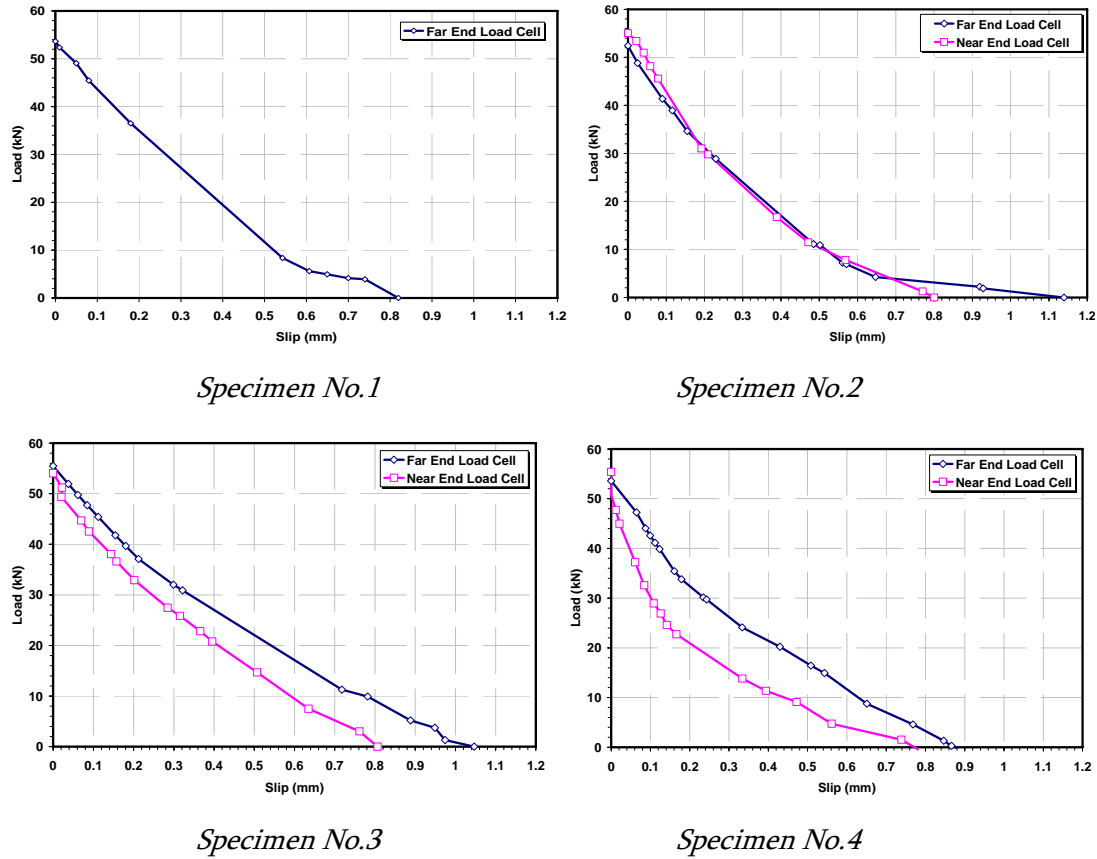 Far End Load Cell
60
50
40
30
20
10
0
Load (kN)
0 0.1 0.2 0.3 0.4 0.5 0.6 0.7 0.8 0.9 1 1.1 1.2
Slip (mm)
Specimen No.1
Far End Load Cell
Near End Load Cell
60
50
40
30
20
10
0
Load (kN)
0 0.1 0.2 0.3 0.4 0.5 0.6 0.7 0.8 0.9 1 1.1 1.2
Slip (mm)
Specimen No.2
Far End Load Cell
Near End Load Cell
60
50
40
30
20
10
0
Load (kN)
0 0.1 0.2 0.3 0.4 0.5 0.6 0.7 0.8 0.9 1 1.1 1.2
Slip (mm)
Specimen No.3
Far End Load Cell
Near End Load Cell
60
50
40
30
20
10
0
Load (kN)
0 0.1 0.2 0.3 0.4 0.5 0.6 0.7 0.8 0.9 1 1.1 1.2
Slip (mm)
Specimen No.4